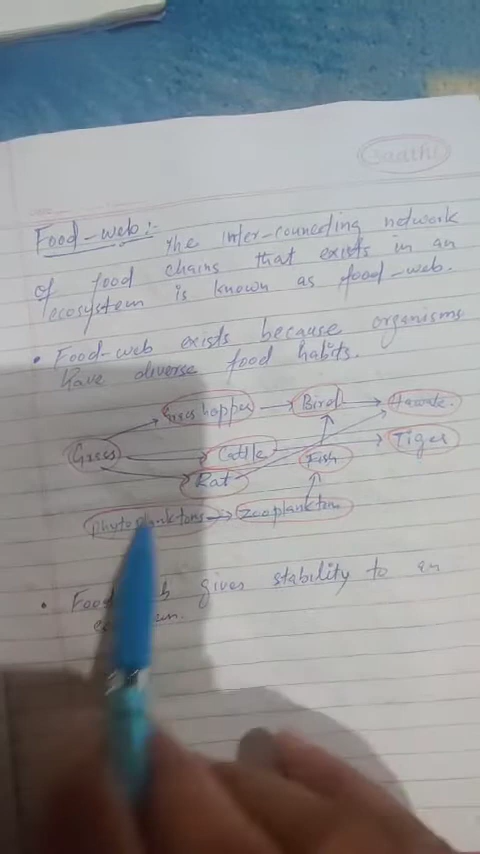 Saathi
Food-web:- The inter-connecting network
of food chains that exists in an
ecosystem is known as food-web.
• Food-web exists because organisms
have diverse food habits.
Grass hopper Bird Hawk.
Grass Cattle Fish Tiger
Rat
phytoplanktons Zooplankton
• gives stability to an